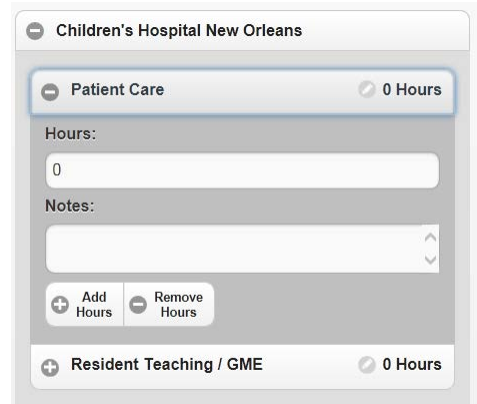 Children's Hospital New Orleans
Patient Care 0 Hours
Hours:
0
Notes:
Add Hours
Remove Hours
Resident Teaching / GME 0 Hours